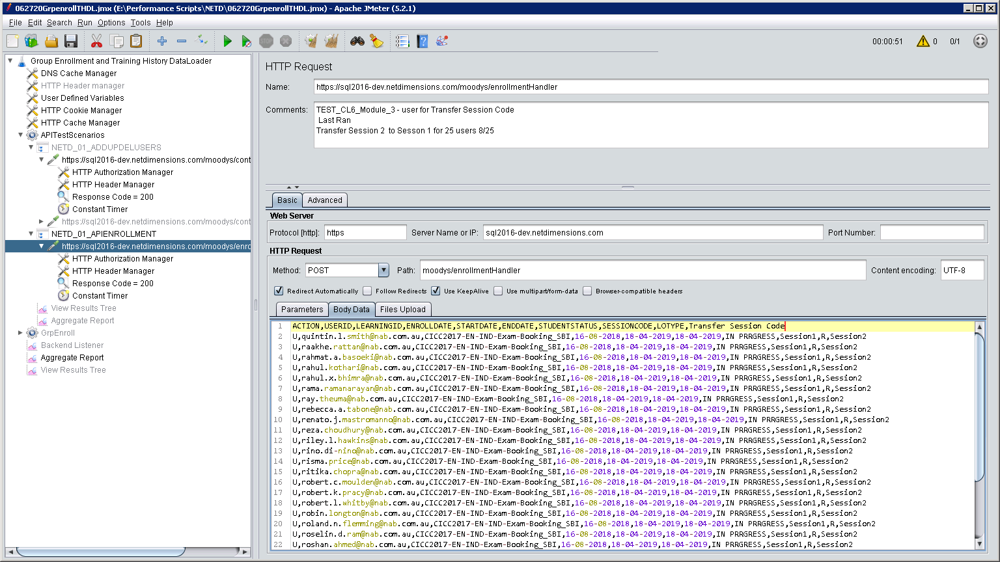 062720GrpenrollTHDL.jmx (E:\Performance Scripts\NETD\062720GrpenrollTHDL.jmx) - Apache JMeter (5.2.1)
File Edit Search Run Options Tools Help
STOP
00:00:51 0 0/1
Group Enrollment and Training History DataLoader
DNS Cache Manager
HTTP Header manager
User Defined Variables
HTTP Cookie Manager
HTTP Cache Manager
APITestScenarios
NETD_01_ADDUPDELUSERS
https://sql2016-dev.netdimensions.com/moodys/cont
HTTP Authorization Manager
HTTP Header Manager
Response Code = 200
Constant Timer
https://sql2016-dev.netdimensions.com/moodys/cont
NETD_01_APIENROLLMENT
https://sql2016-dev.netdimensions.com/moodys/enro
HTTP Authorization Manager
HTTP Header Manager
Response Code = 200
Constant Timer
View Results Tree
Aggregate Report
GrpEnroll
Backend Listener
Aggregate Report
View Results Tree
HTTP Request
Name: https://sql2016-dev.netdimensions.com/moodys/enrollmentHandler
Comments: TEST_CL6_Module_3 - user for Transfer Session Code
Last Ran
Transfer Session 2 to Sesson 1 for 25 users 8/25
Basic Advanced
Web Server
Protocol [http]: https Server Name or IP: sql2016-dev.netdimensions.com Port Number:
HTTP Request
Method: POST Path: moodys/enrollmentHandler Content encoding: UTF-8
Redirect Automatically Follow Redirects Use KeepAlive Use multipart/form-data Browser-compatible headers
Parameters Body Data Files Upload
1 ACTION,USERID,LEARNINGID,ENROLLDATE,STARTDATE,ENDDATE,STUDENTSTATUS,SESSIONCODE,LOTYPE,Transfer Session Code
2 U,quintin.l.smith@nab.com.au,CICC2017-EN-IND-Exam-Booking_SBI,16-08-2018,18-04-2019,18-04-2019,IN PRRGRESS,Session1,R,Session2
3 U,raakhe.rattan@nab.com.au,CICC2017-EN-IND-Exam-Booking_SBI,16-08-2018,18-04-2019,18-04-2019,IN PRRGRESS,Session1,R,Session2
4 U,rahmat.a.basoeki@nab.com.au,CICC2017-EN-IND-Exam-Booking_SBI,16-08-2018,18-04-2019,18-04-2019,IN PRRGRESS,Session1,R,Session2
5 U,rahul.kothari@nab.com.au,CICC2017-EN-IND-Exam-Booking_SBI,16-08-2018,18-04-2019,18-04-2019,IN PRRGRESS,Session1,R,Session2
6 U,rahul.x.bhimra@nab.com.au,CICC2017-EN-IND-Exam-Booking_SBI,16-08-2018,18-04-2019,18-04-2019,IN PRRGRESS,Session1,R,Session2
7 U,rama.ramanarayan@nab.com.au,CICC2017-EN-IND-Exam-Booking_SBI,16-08-2018,18-04-2019,18-04-2019,IN PRRGRESS,Session1,R,Session2
8 U,ray.theuma@nab.com.au,CICC2017-EN-IND-Exam-Booking_SBI,16-08-2018,18-04-2019,18-04-2019,IN PRRGRESS,Session1,R,Session2
9 U,rebecca.a.tabone@nab.com.au,CICC2017-EN-IND-Exam-Booking_SBI,16-08-2018,18-04-2019,18-04-2019,IN PRRGRESS,Session1,R,Session2
10 U,renato.j.mastromanno@nab.com.au,CICC2017-EN-IND-Exam-Booking_SBI,16-08-2018,18-04-2019,18-04-2019,IN PRRGRESS,Session1,R,Session2
11 U,reza.choudhury@nab.com.au,CICC2017-EN-IND-Exam-Booking_SBI,16-08-2018,18-04-2019,18-04-2019,IN PRRGRESS,Session1,R,Session2
12 U,riley.l.hawkins@nab.com.au,CICC2017-EN-IND-Exam-Booking_SBI,16-08-2018,18-04-2019,18-04-2019,IN PRRGRESS,Session1,R,Session2
13 U,rino.di-nino@nab.com.au,CICC2017-EN-IND-Exam-Booking_SBI,16-08-2018,18-04-2019,18-04-2019,IN PRRGRESS,Session1,R,Session2
14 U,risma.price@nab.com.au,CICC2017-EN-IND-Exam-Booking_SBI,16-08-2018,18-04-2019,18-04-2019,IN PRRGRESS,Session1,R,Session2
15 U,ritika.chopra@nab.com.au,CICC2017-EN-IND-Exam-Booking_SBI,16-08-2018,18-04-2019,18-04-2019,IN PRRGRESS,Session1,R,Session2
16 U,robert.c.moulden@nab.com.au,CICC2017-EN-IND-Exam-Booking_SBI,16-08-2018,18-04-2019,18-04-2019,IN PRRGRESS,Session1,R,Session2
17 U,robert.k.pracy@nab.com.au,CICC2017-EN-IND-Exam-Booking_SBI,16-08-2018,18-04-2019,18-04-2019,IN PRRGRESS,Session1,R,Session2
18 U,robert.l.whitby@nab.com.au,CICC2017-EN-IND-Exam-Booking_SBI,16-08-2018,18-04-2019,18-04-2019,IN PRRGRESS,Session1,R,Session2
19 U,robin.longton@nab.com.au,CICC2017-EN-IND-Exam-Booking_SBI,16-08-2018,18-04-2019,18-04-2019,IN PRRGRESS,Session1,R,Session2
20 U,roland.n.flemming@nab.com.au,CICC2017-EN-IND-Exam-Booking_SBI,16-08-2018,18-04-2019,18-04-2019,IN PRRGRESS,Session1,R,Session2
21 U,roselin.d.ram@nab.com.au,CICC2017-EN-IND-Exam-Booking_SBI,16-08-2018,18-04-2019,18-04-2019,IN PRRGRESS,Session1,R,Session2
22 U,roshan.ahmed@nab.com.au,CICC2017-EN-IND-Exam-Booking_SBI,16-08-2018,18-04-2019,18-04-2019,IN PRRGRESS,Session1,R,Session2